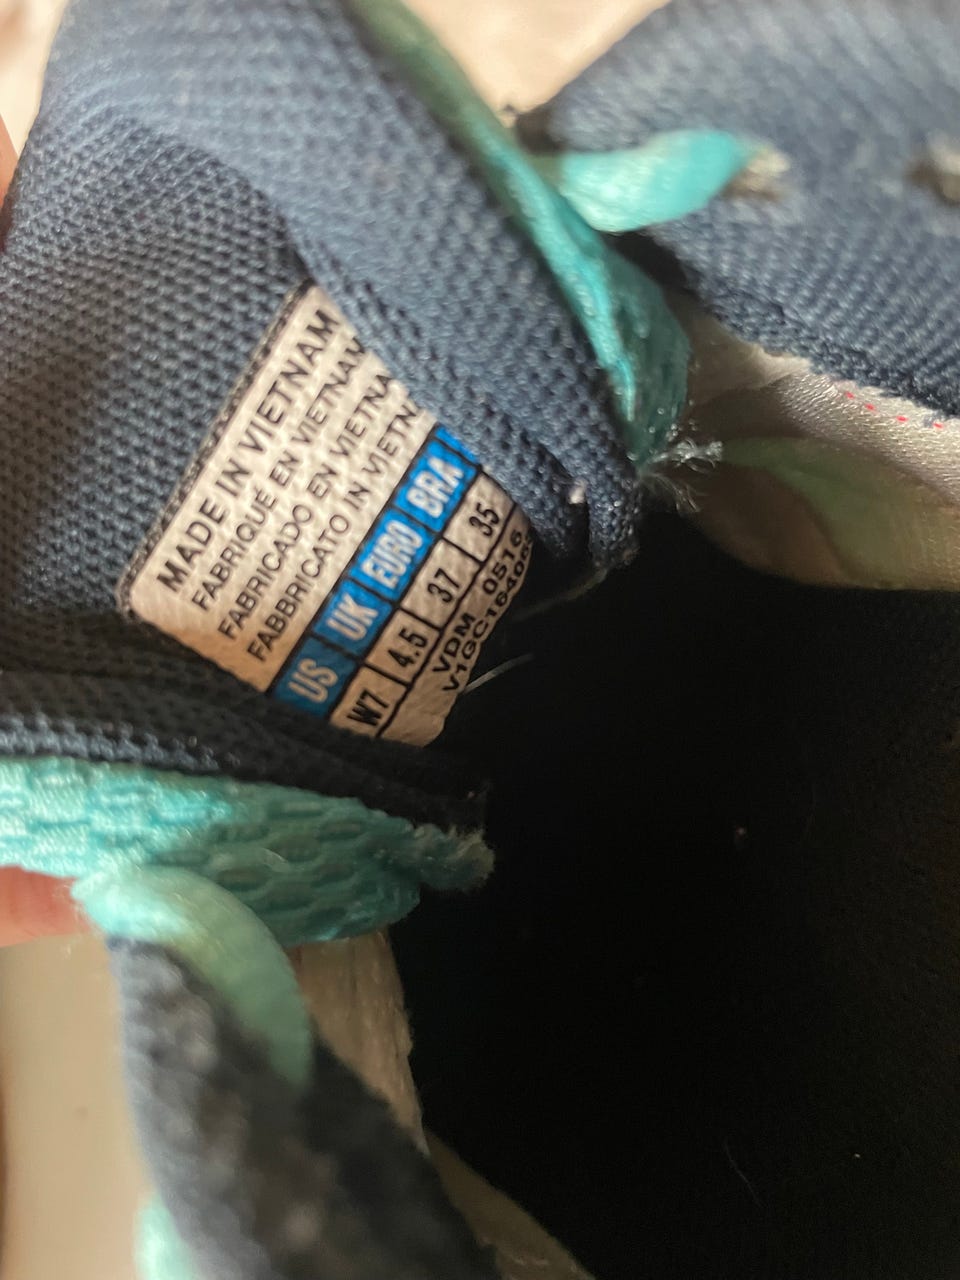 MADE IN VIETNAM
FABRIQUÉ EN VIETNAM
FABRICADO EN VIETNA
FABBRICATO IN VIETN
US UK EURO BRA
W7 4.5 37 35
VDM 0516
V1GC164063